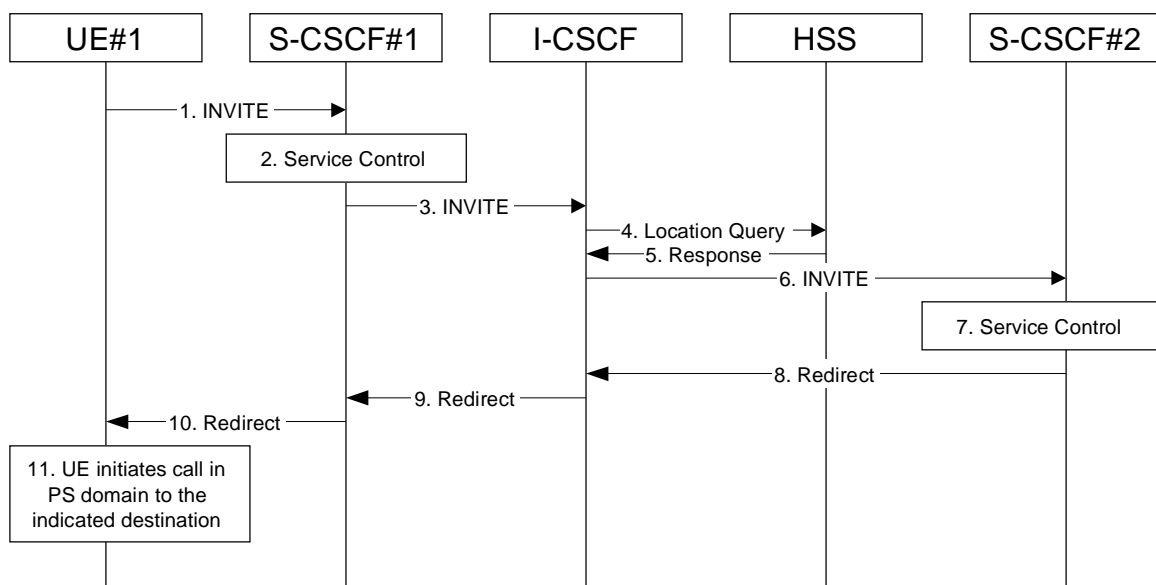 UE#1
S-CSCF#1
I-CSCF
HSS
S-CSCF#2
1. INVITE
2. Service Control
3. INVITE
4. Location Query
5. Response
6. INVITE
7. Service Control
8. Redirect
9. Redirect
10. Redirect
11. UE initiates call in
PS domain to the
indicated destination